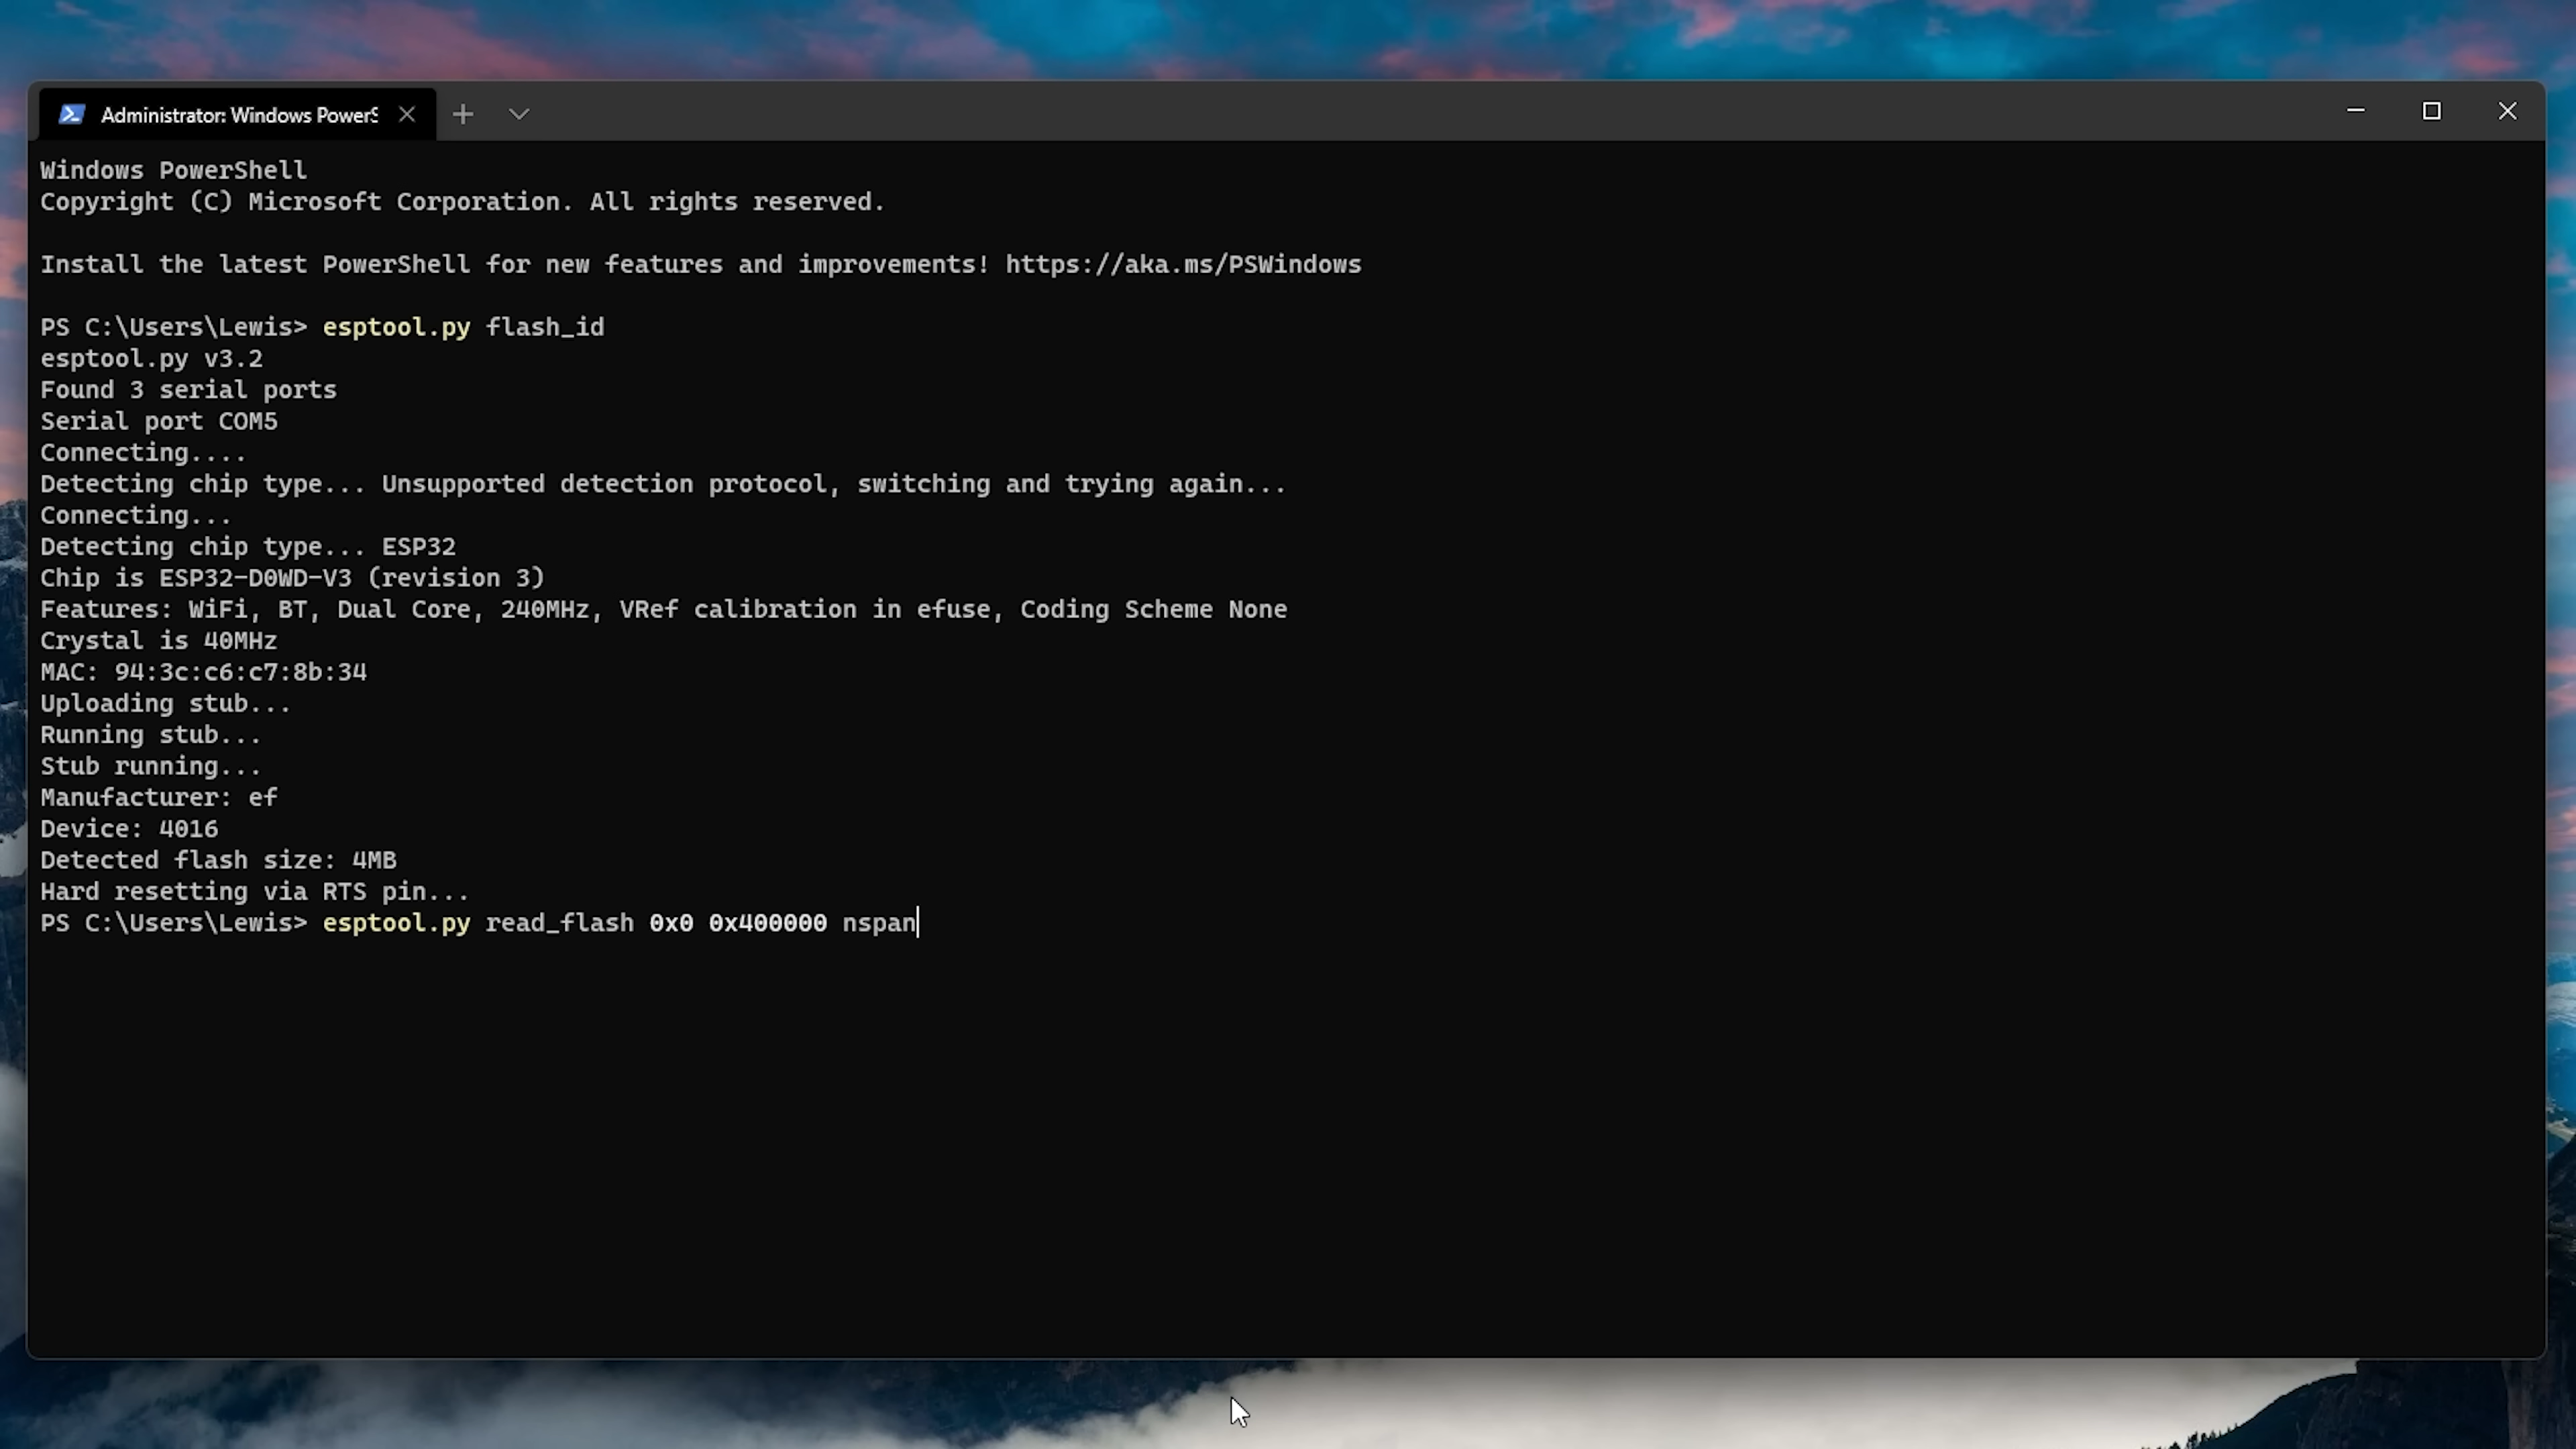 Administrator: Windows PowerS
Windows PowerShell
Copyright (C) Microsoft Corporation. All rights reserved.
Install the latest PowerShell for new features and improvements! https://aka.ms/PSWindows
PS C:\Users\Lewis> esptool.py flash_id
esptool.py v3.2
Found 3 serial ports
Serial port COM5
Connecting....
Detecting chip type... Unsupported detection protocol, switching and trying again...
Connecting...
Detecting chip type... ESP32
Chip is ESP32-D0WD-V3 (revision 3)
Features: WiFi, BT, Dual Core, 240MHz, VRef calibration in efuse, Coding Scheme None
Crystal is 40MHz
MAC: 94:3c:c6:c7:8b:34
Uploading stub...
Running stub...
Stub running...
Manufacturer: ef
Device: 4016
Detected flash size: 4MB
Hard resetting via RTS pin...
PS C:\Users\Lewis> esptool.py read_flash 0x0 0x400000 nspan